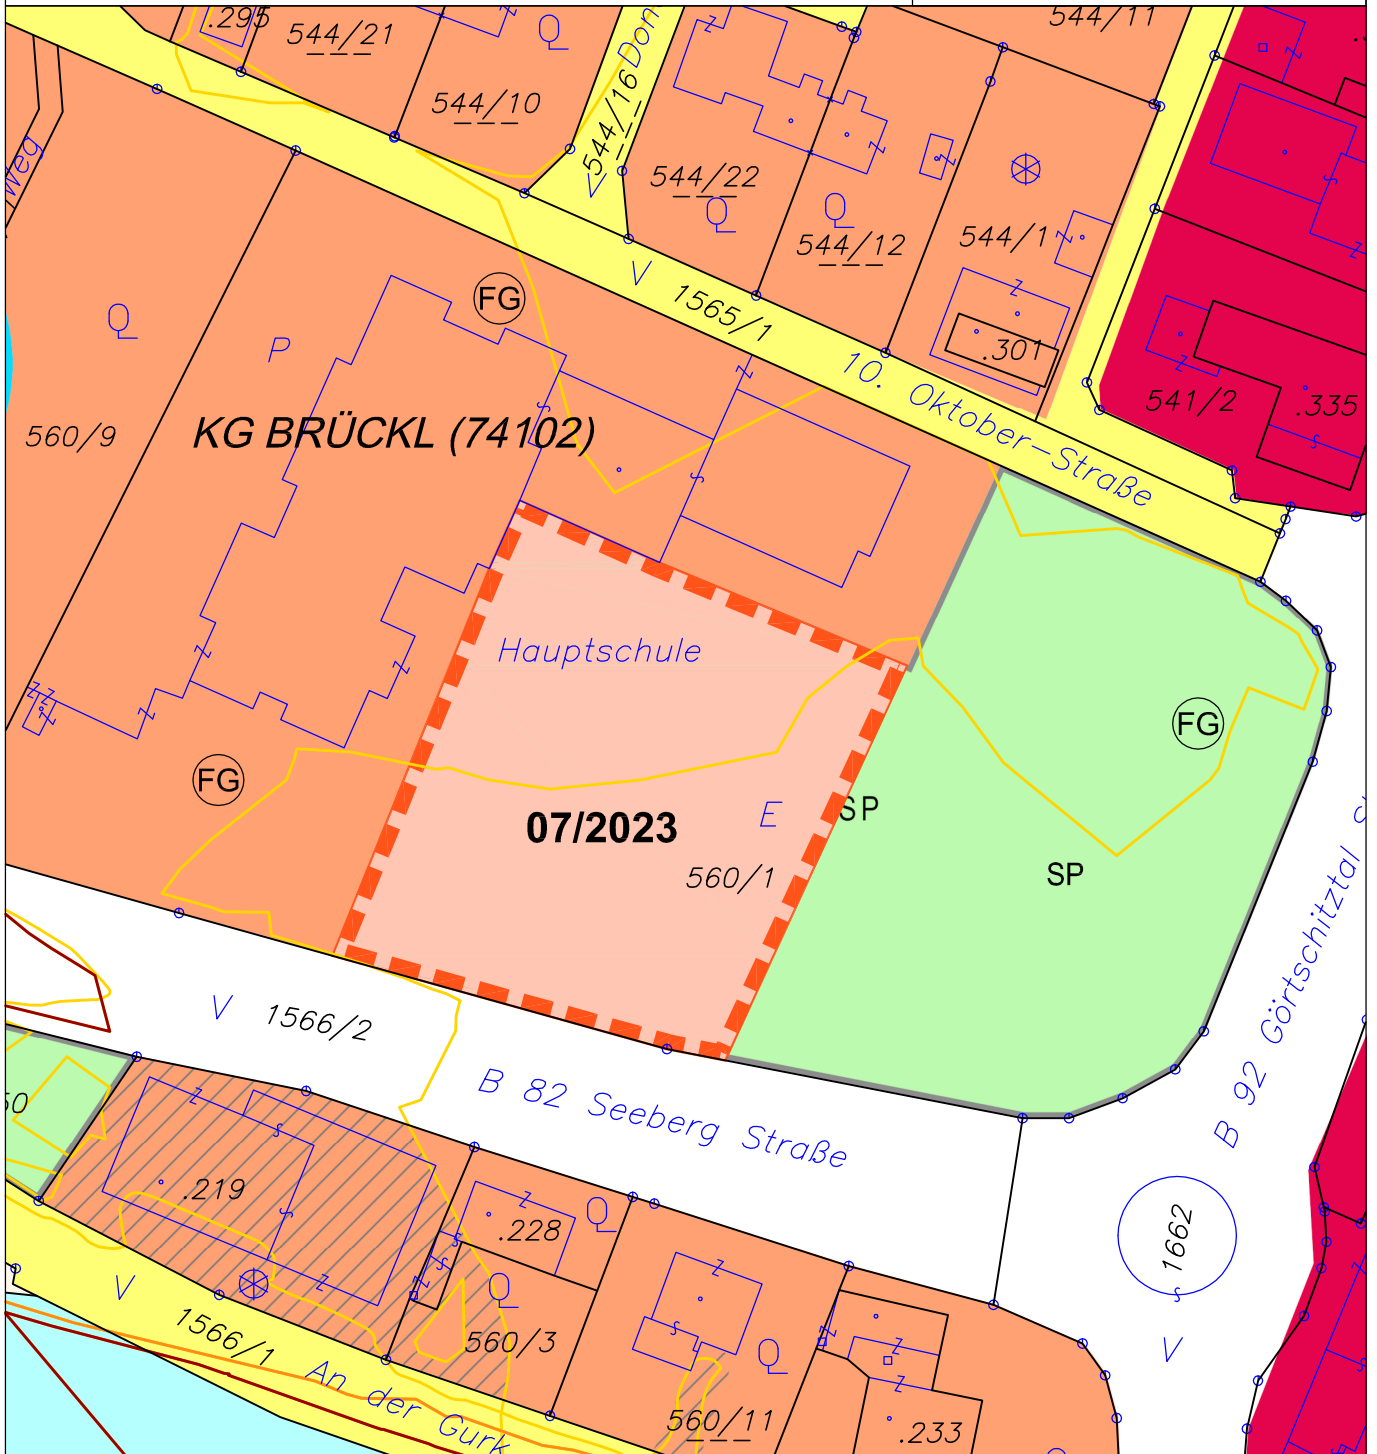 .295
544/21
544/10
544/16
544/11
544/22
544/12
544/1
.301
541/2
.335
Weg
V
V
1565/1
10. Oktober-Straße
FG
P
560/9
KG BRÜCKL (74102)
Hauptschule
FG
FG
07/2023
E
560/1
SP
SP
V
1566/2
B 82 Seeberg Straße
B 92 Görtschitztal
.219
.228
560/3
V
1566/1
An der Gurk
560/11
.233
1662
V